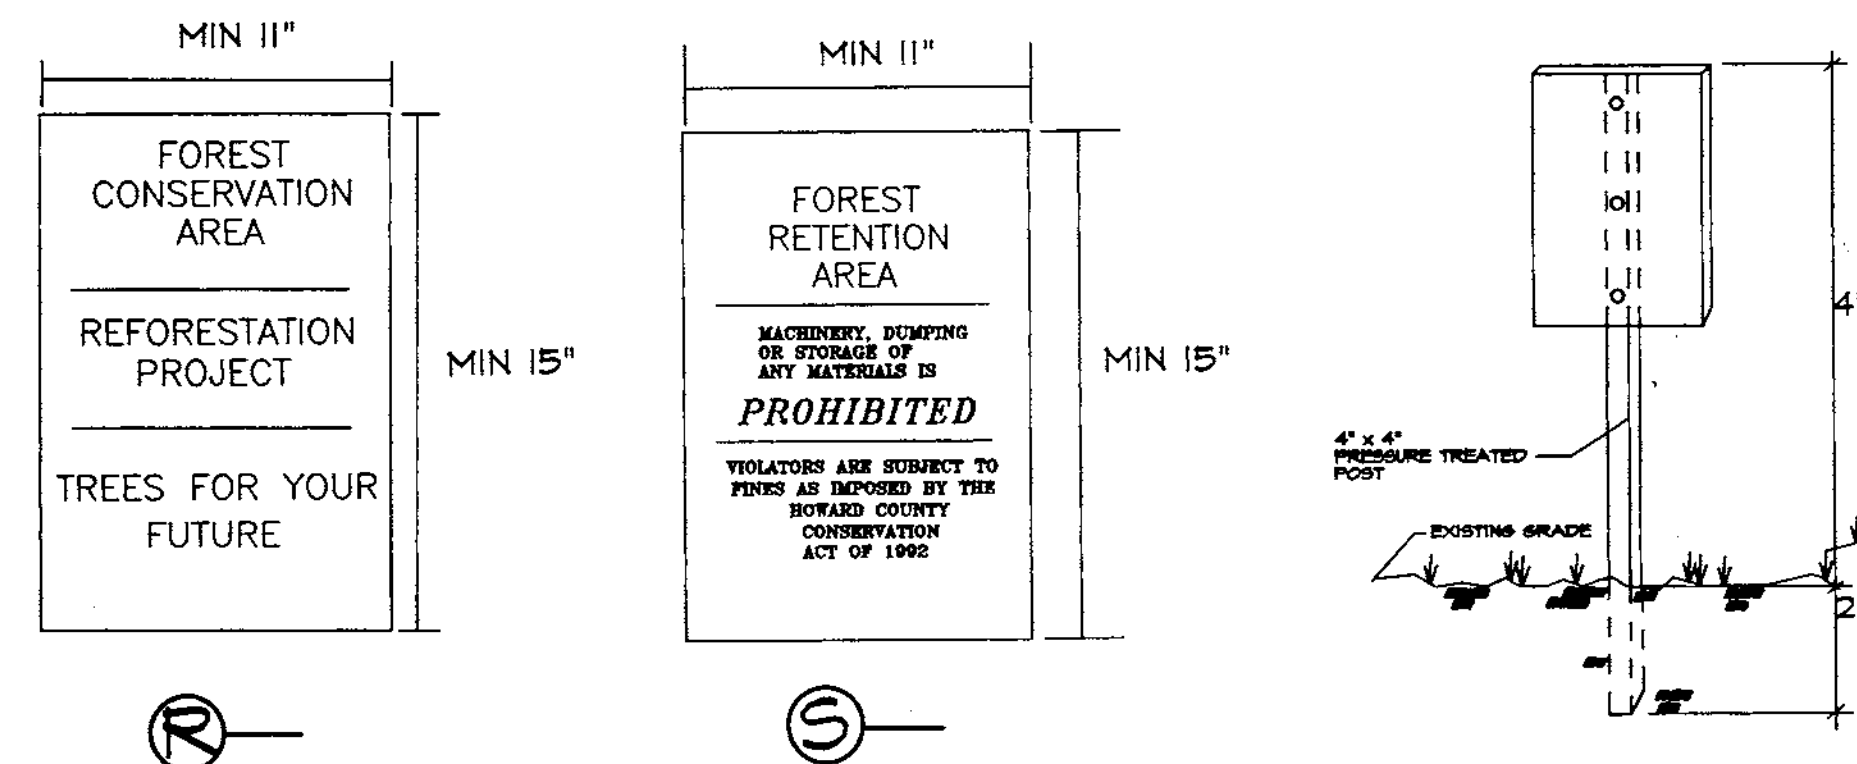 MIN 11"
FOREST
CONSERVATION
AREA
REFORESTATION
PROJECT
TREES FOR YOUR
FUTURE
MIN 15"
R
MIN 11"
FOREST
RETENTION
AREA
MACHINERY, DUMPING
OR STORAGE OF
ANY MATERIALS IS
PROHIBITED
VIOLATORS ARE SUBJECT TO
FINES AS IMPOSED BY THE
HOWARD COUNTY
CONSERVATION
ACT OF 1992
MIN 15"
S
4
4" x 4"
PRESSURE TREATED
POST
EXISTING GRADE
2